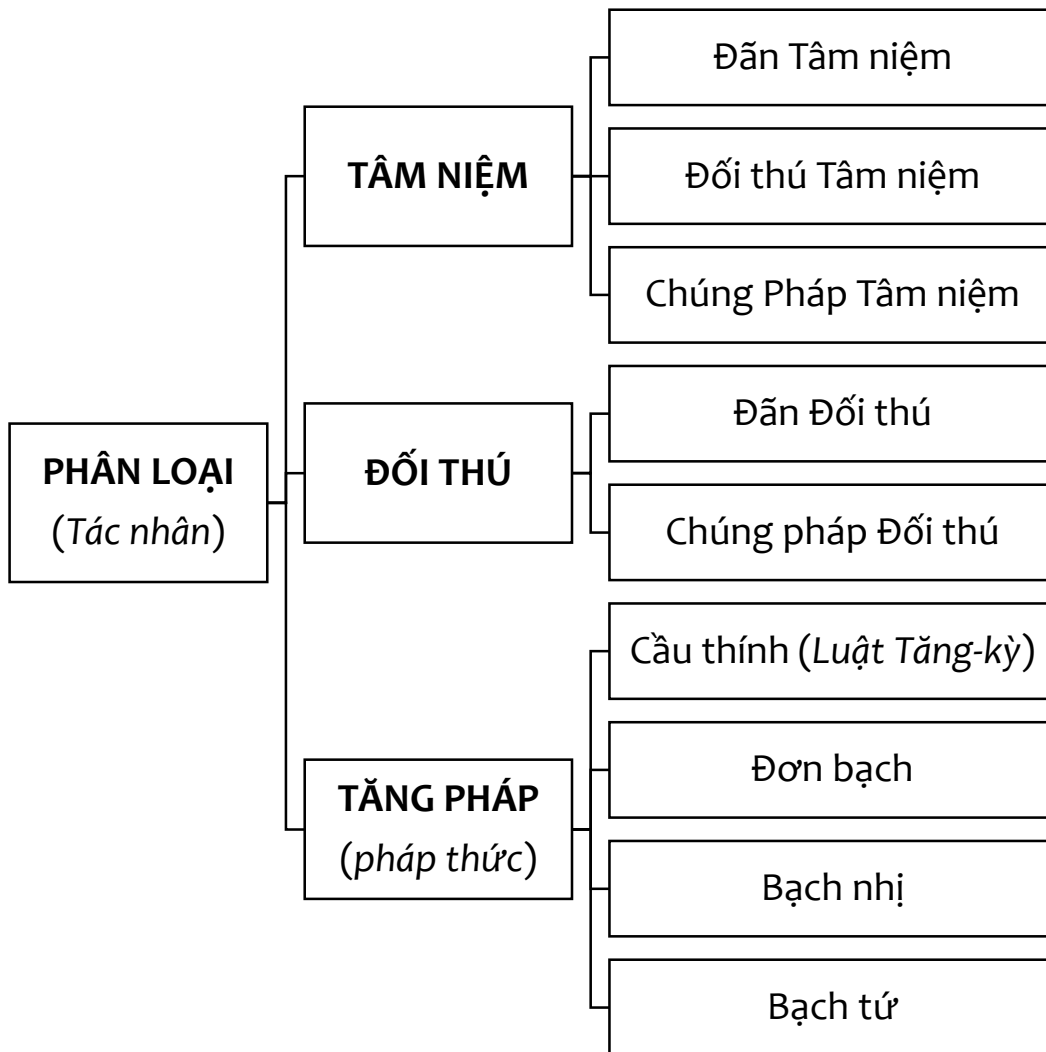 PHÂN LOẠI
(Tác nhân)
TÂM NIỆM
Đãn Tâm niệm
Đối thú Tâm niệm
Chúng Pháp Tâm niệm
ĐỐI THÚ
Đãn Đối thú
Chúng pháp Đối thú
TĂNG PHÁP
(pháp thức)
Cầu thính (Luật Tăng-kỳ)
Đơn bạch
Bạch nhị
Bạch tứ